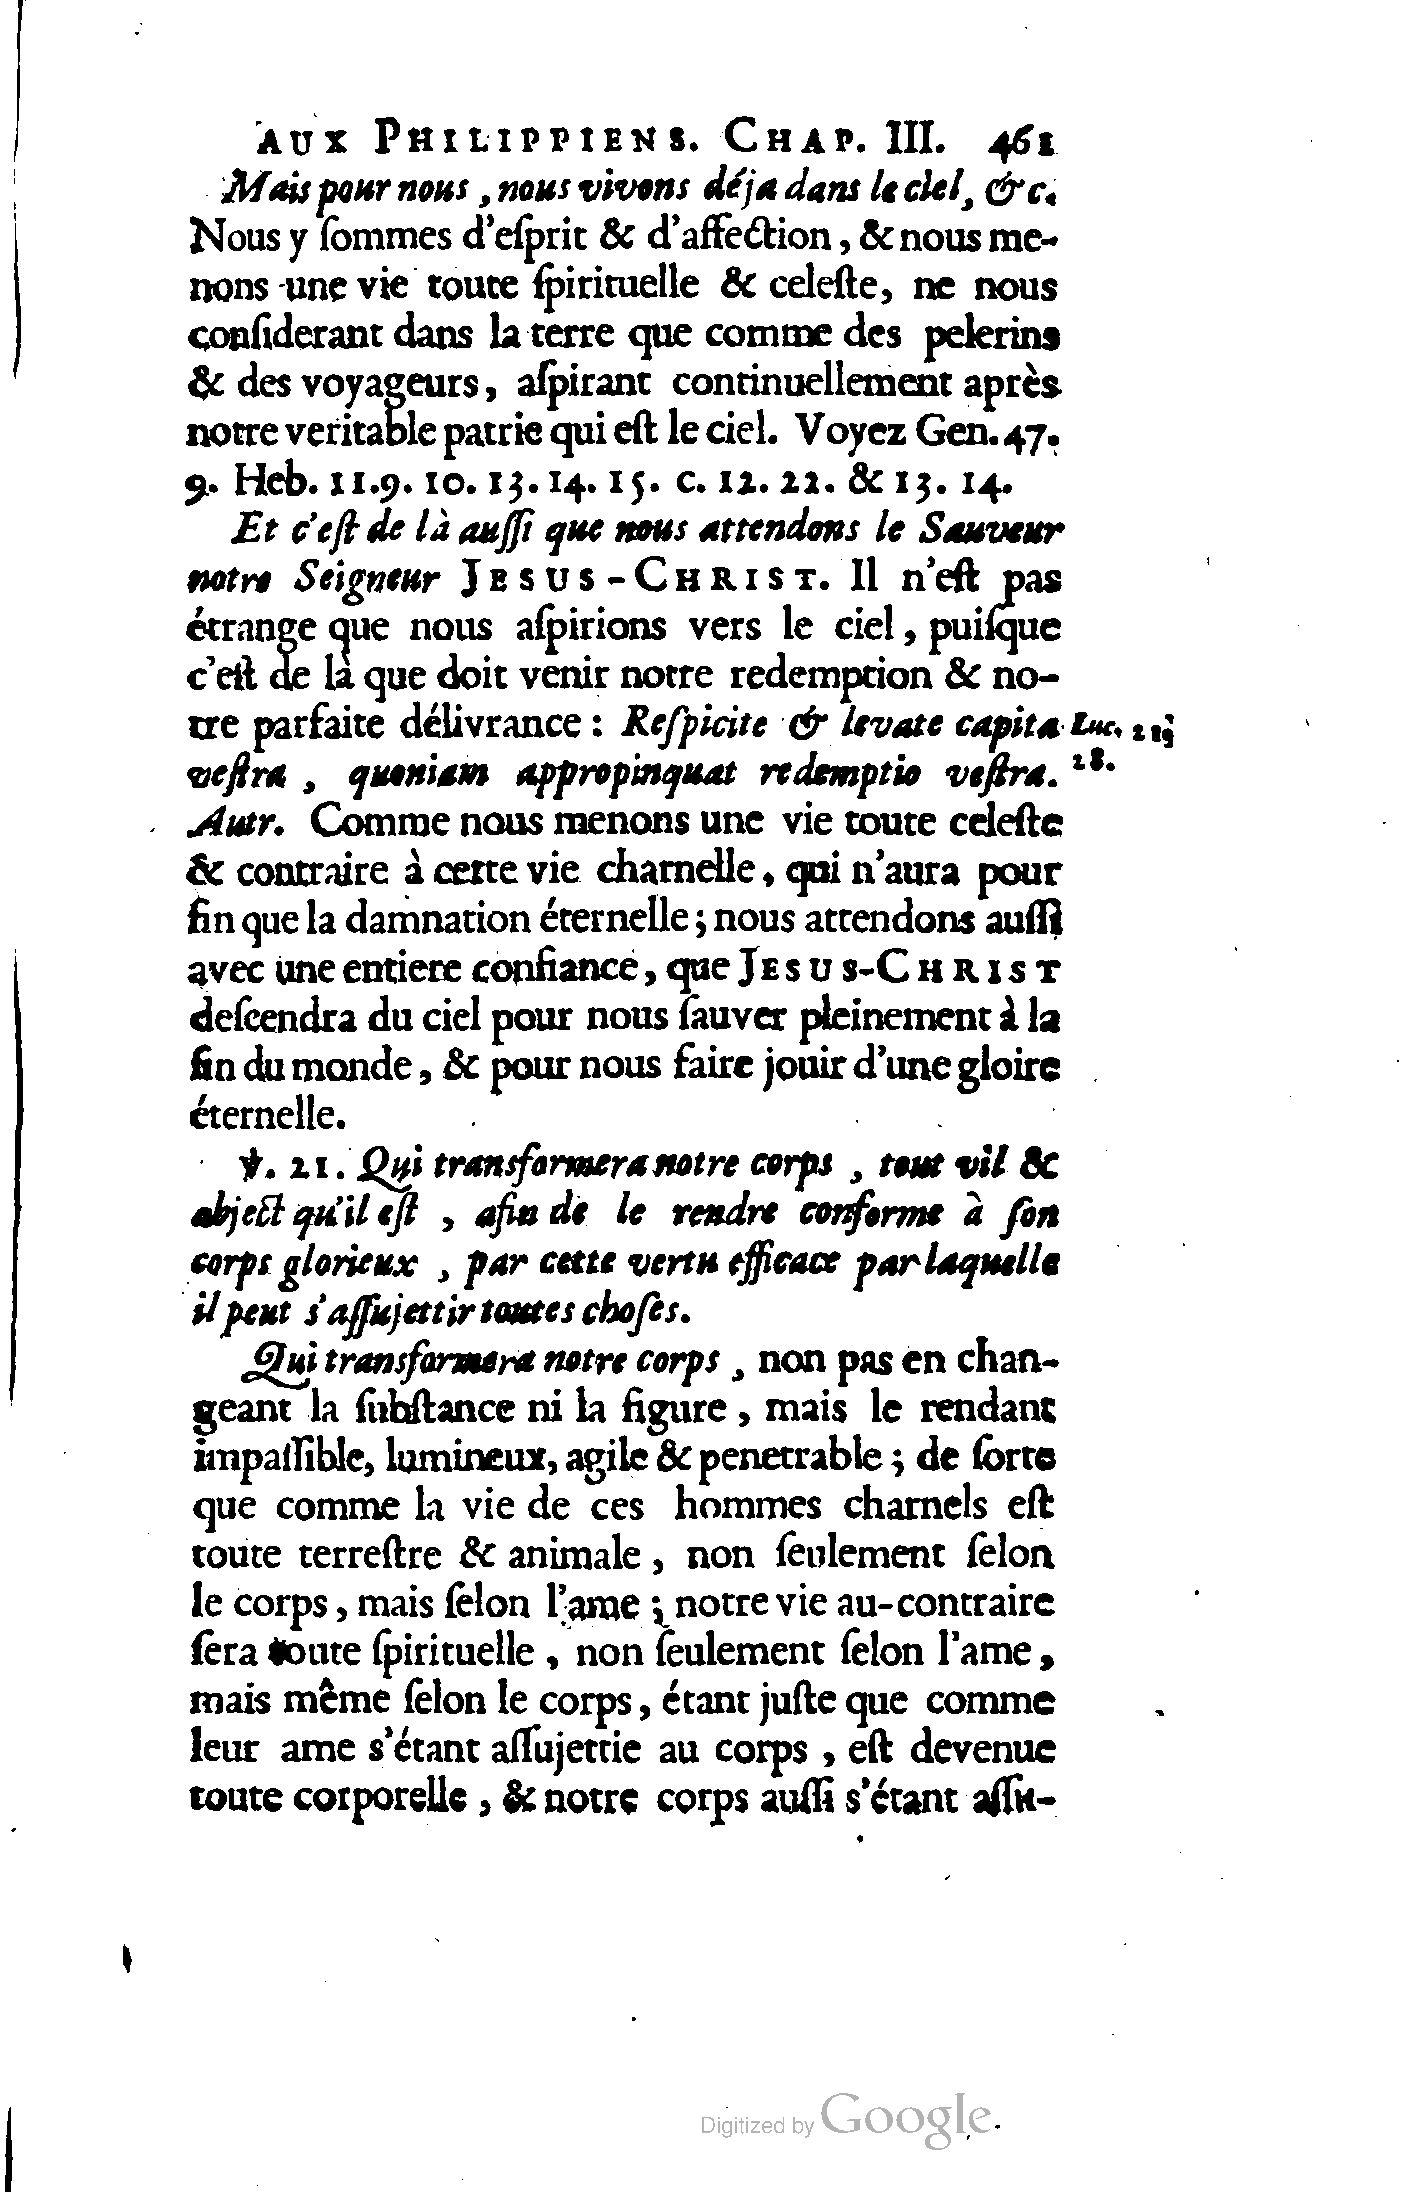 AUX PHILIPPIENS. CHAP. III. 461
Mais pour nous, nous vivons déja dans le ciel, &c.
Nous y ſommes d'eſprit & d'affection, & nous me-
nons une vie toute ſpirituelle & celeſte, ne nous
conſiderant dans la terre que comme des pelerins
& des voyageurs, aſpirant continuellement après
notre veritable patrie qui eſt le ciel. Voyez Gen. 47.
9. Heb. 11.9. 10. 13. 14. 15. c. 12. 22. & 13. 14.
Et c'eſt de là auſſi que nous attendons le Sauveur
notre Seigneur JESUS-CHRIST. Il n'eſt pas
étrange que nous aſpirions vers le ciel, puiſque
c'eſt de là que doit venir notre redemption & no-
tre parfaite délivrance : Reſpicite & levate capita Luc. 21,
veſtra, quoniam appropinquat redemptio veſtra. 28.
Autr. Comme nous menons une vie toute celeſte
& contraire à cette vie charnelle, qui n'aura pour
fin que la damnation éternelle ; nous attendons auſſi
avec une entiere confiance, que JESUS-CHRIST
deſcendra du ciel pour nous ſauver pleinement à la
fin du monde, & pour nous faire jouir d'une gloire
éternelle.
℣. 21. Qui transformera notre corps, tout vil &
abject qu'il eſt, afin de le rendre conforme à ſon
corps glorieux, par cette vertu efficace par laquelle
il peut s'aſſujettir toutes choſes.
Qui transformera notre corps, non pas en chan-
geant la ſubſtance ni la figure, mais le rendant
impaſſible, lumineux, agile & penetrable ; de ſorte
que comme la vie de ces hommes charnels eſt
toute terreſtre & animale, non ſeulement ſelon
le corps, mais ſelon l'ame ; notre vie au-contraire
ſera toute ſpirituelle, non ſeulement ſelon l'ame,
mais même ſelon le corps, étant juſte que comme
leur ame s'étant aſſujettie au corps, eſt devenue
toute corporelle, & notre corps auſſi s'étant aſſu-
Digitized by Google